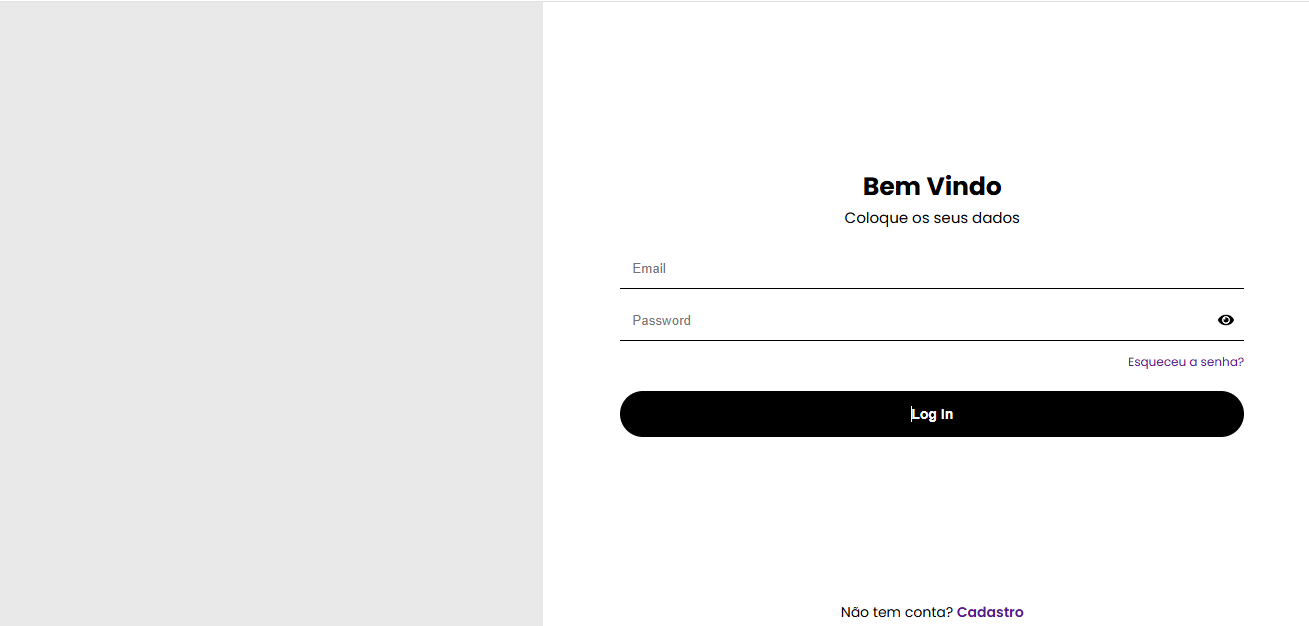 Bem Vindo
Coloque os seus dados
Email
Password
Esqueceu a senha?
Log In
Não tem conta? Cadastro